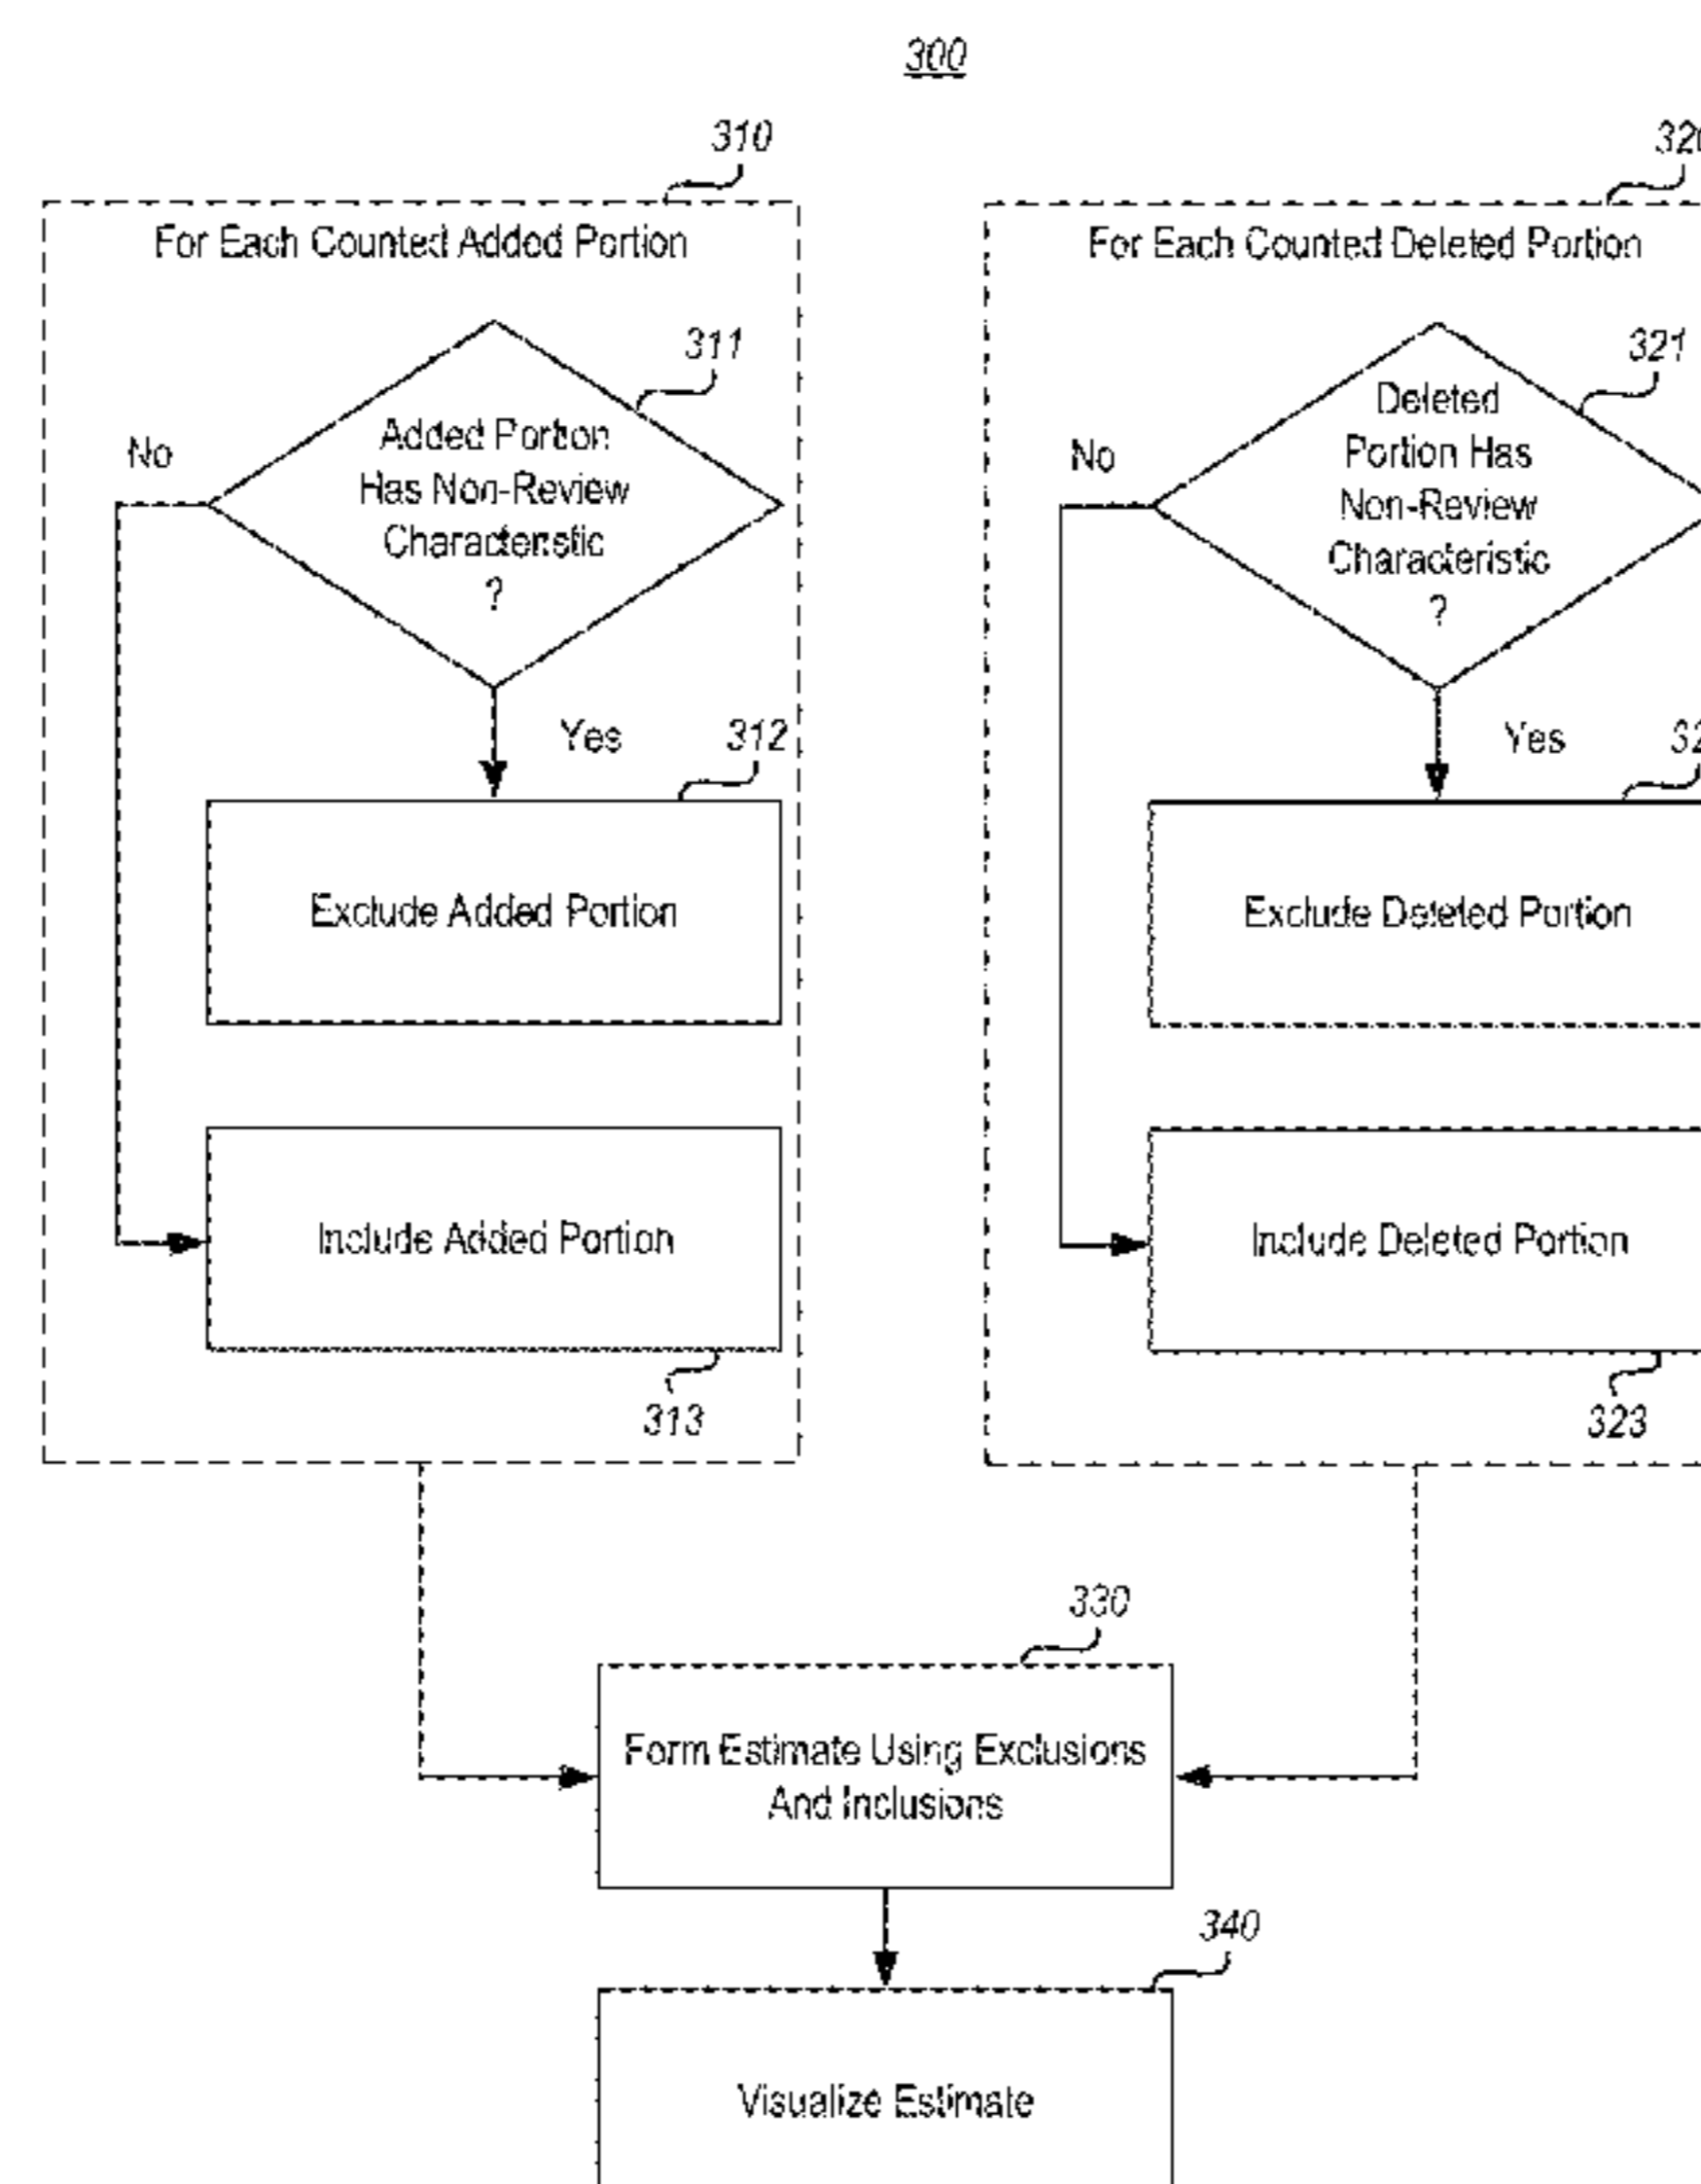 300
310
For Each Counted Added Portion
311
No
Added Portion
Has Non-Review
Characteristic
?
Yes
312
Exclude Added Portion
Include Added Portion
313
For Each Counted Deleted Portion
321
No
Deleted
Portion Has
Non-Review
Characteristic
?
Yes
Exclude Deleted Portion
Include Deleted Portion
323
330
Form Estimate Using Exclusions
And Inclusions
340
Visualize Estimate